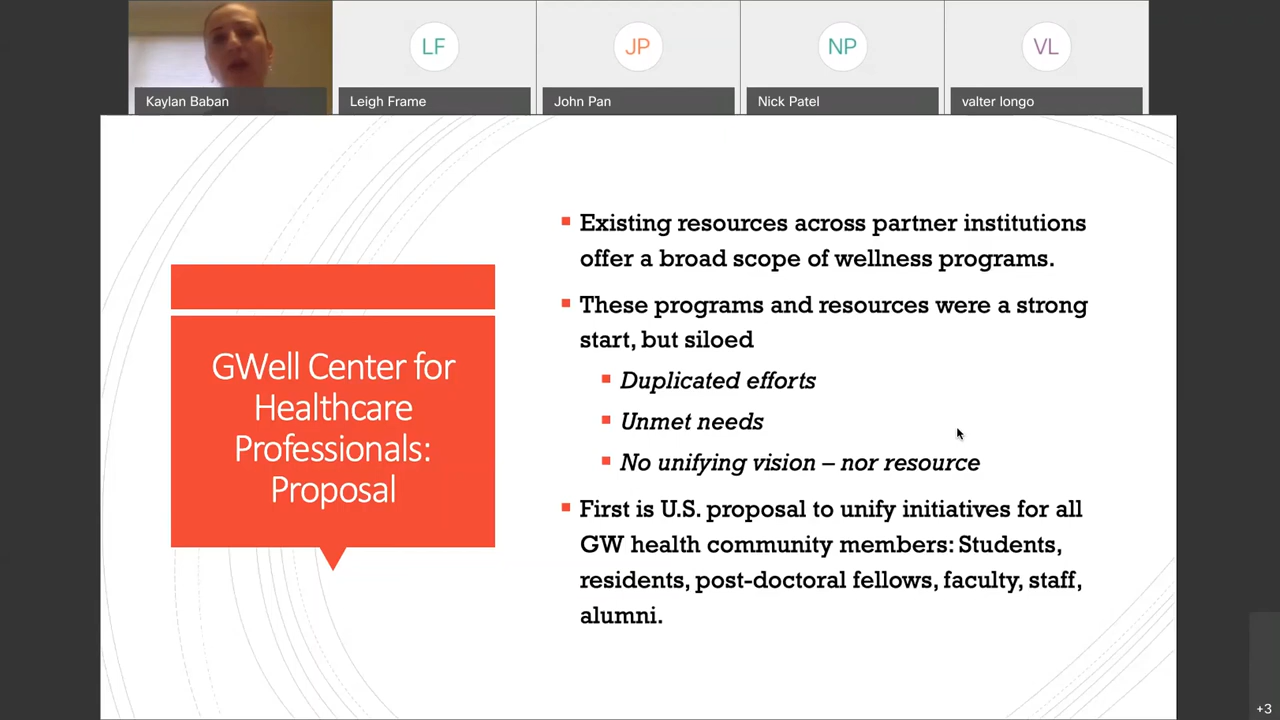 LF
JP
NP
VL
Kaylan Baban
Leigh Frame
John Pan
Nick Patel
valter longo
GWell Center for
Healthcare
Professionals:
Proposal
Existing resources across partner institutions
offer a broad scope of wellness programs.
These programs and resources were a strong
start, but siloed
Duplicated efforts
Unmet needs
No unifying vision – nor resource
First is U.S. proposal to unify initiatives for all
GW health community members: Students,
residents, post-doctoral fellows, faculty, staff,
alumni.
+3